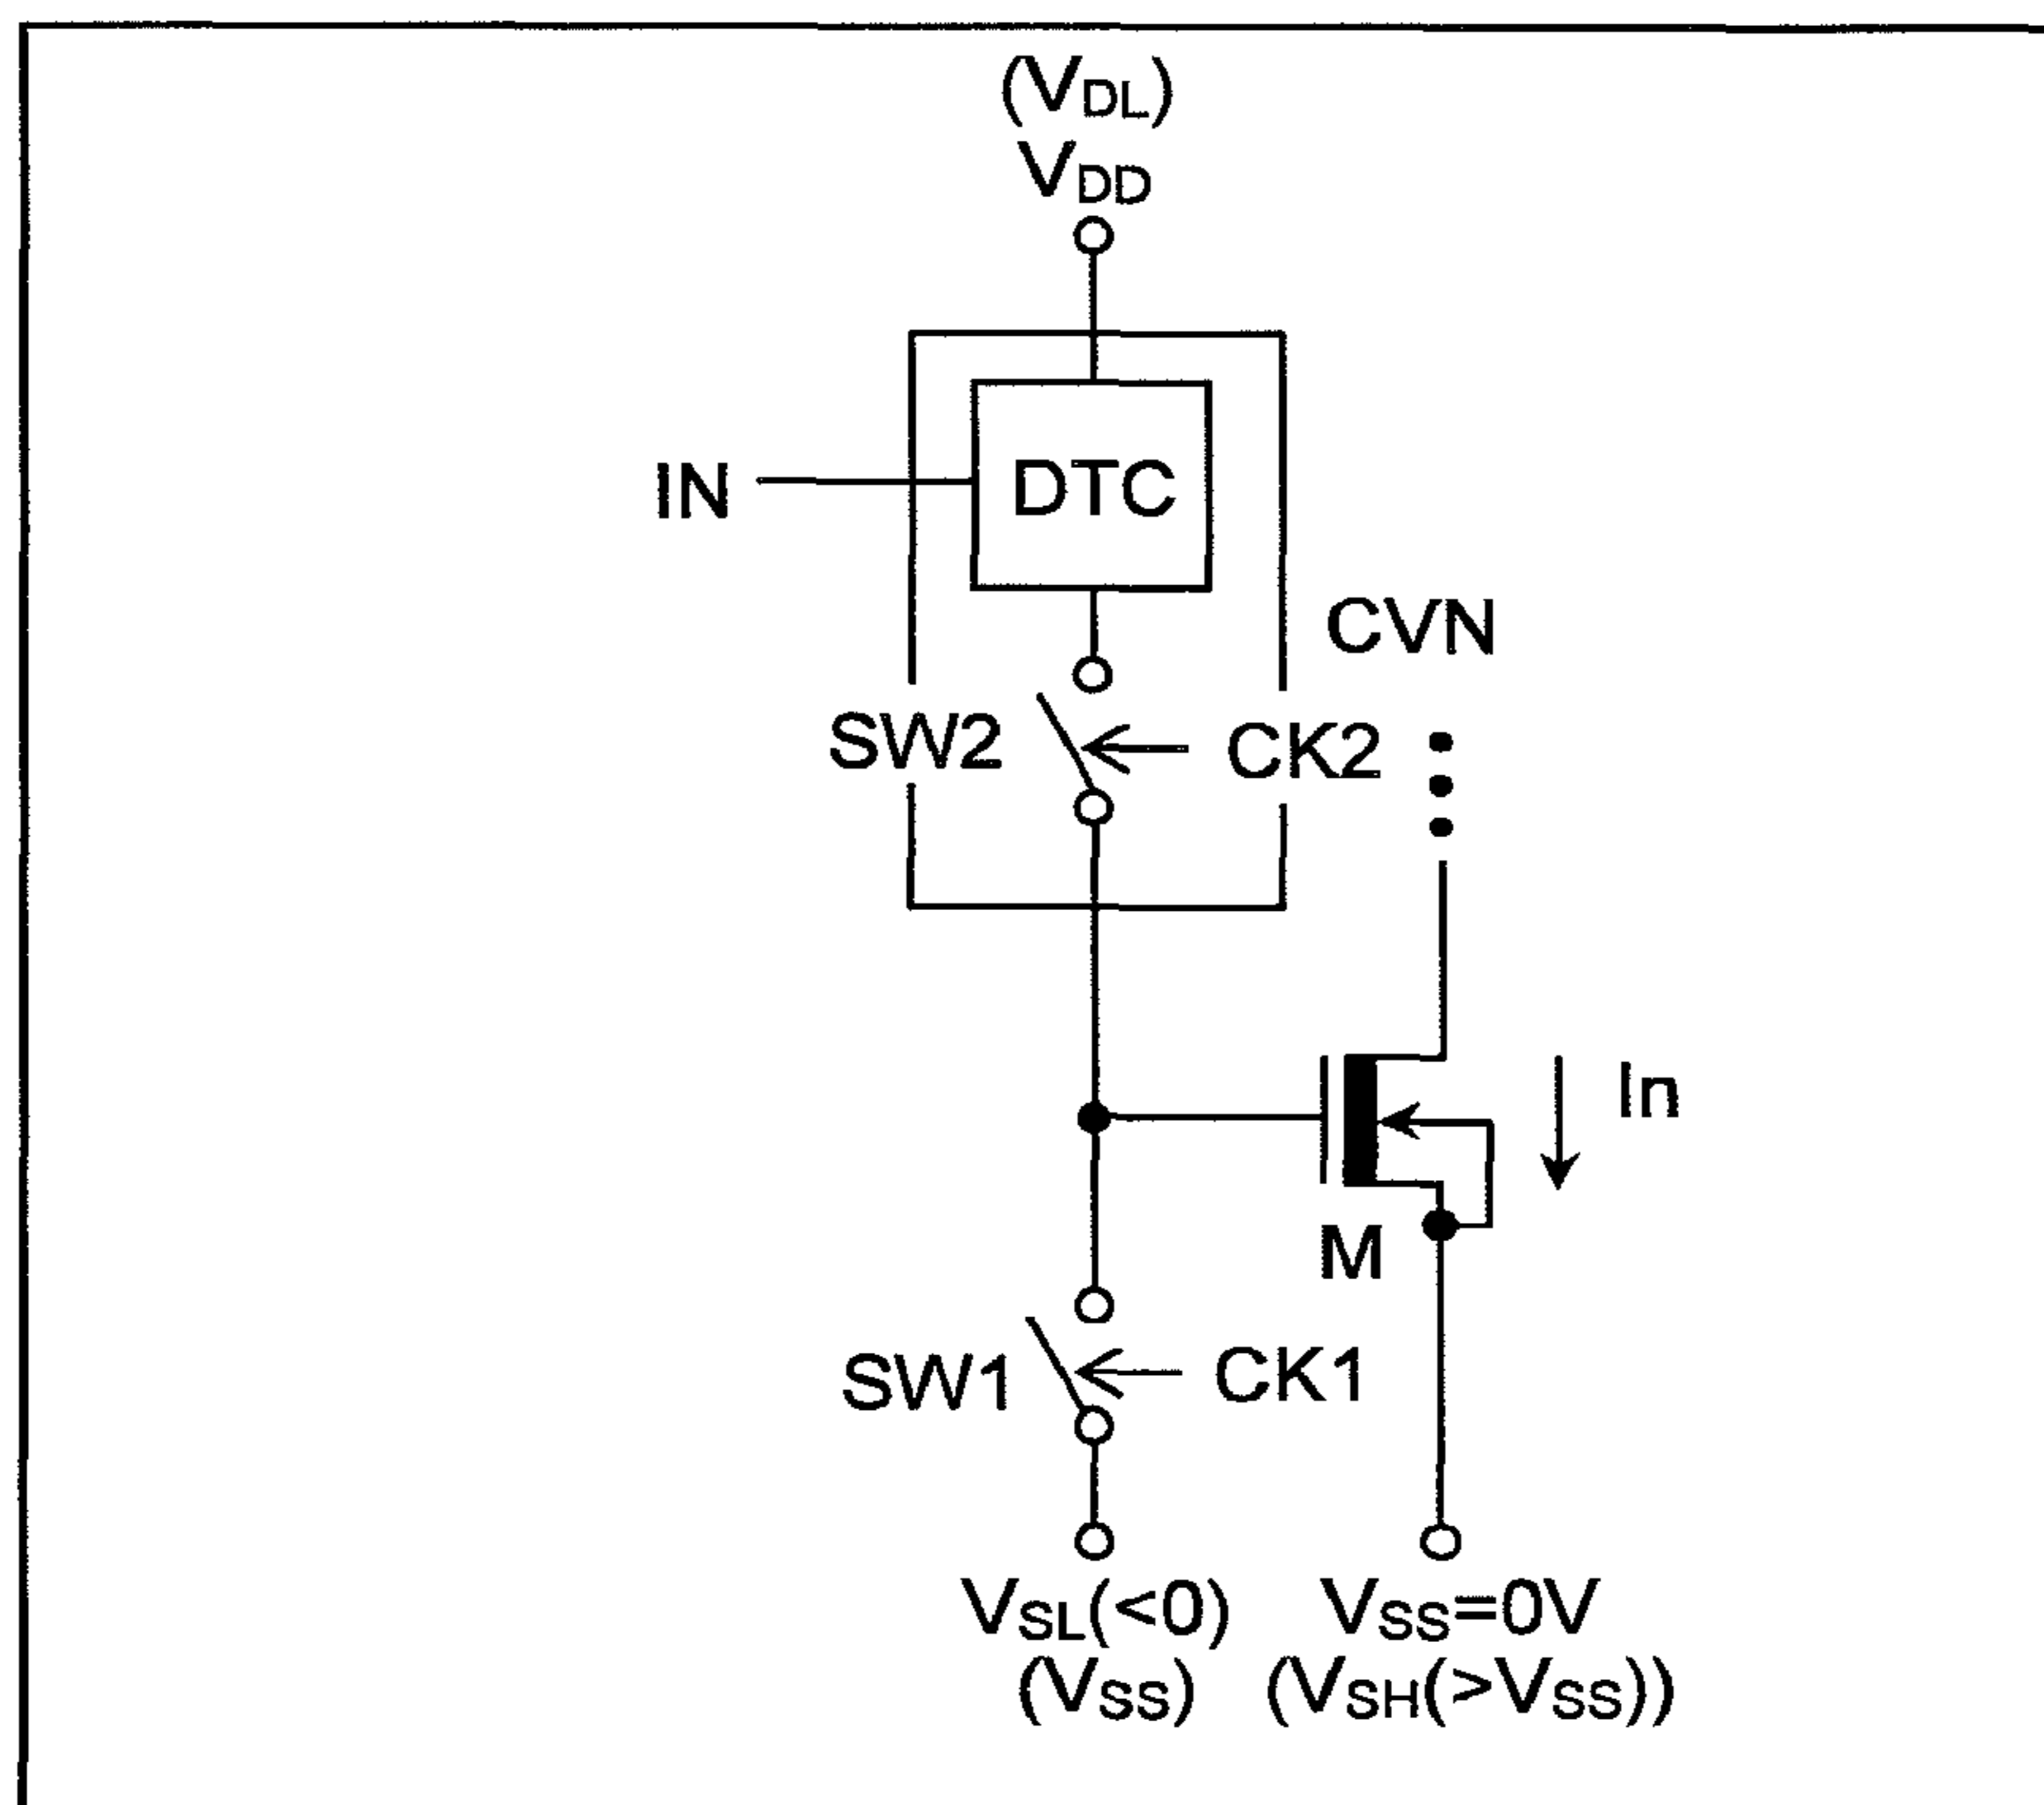 (VDL)
VDD
IN
DTC
CVN
SW2
CK2
In
M
SW1
CK1
VSL(<0)
(VSS)
VSS=0V
(VSH(>VSS))